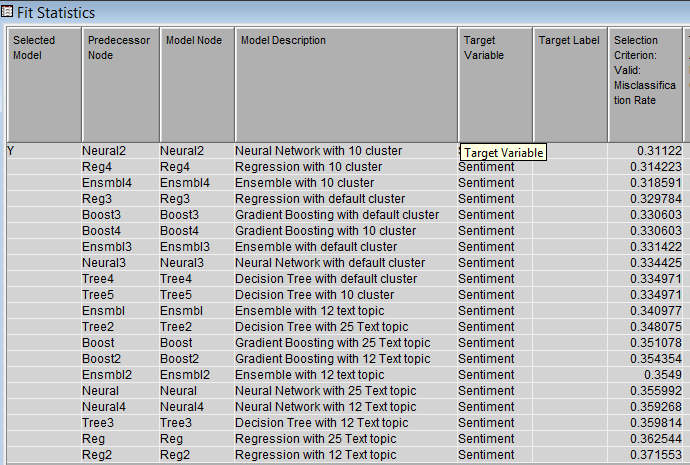 Fit Statistics
Selected Model Predecessor Node Model Node Model Description Target Variable Target Label Selection Criterion: Valid: Misclassification Rate
Y Neural2 Neural2 Neural Network with 10 cluster Target Variable 0.31122
Reg4 Reg4 Regression with 10 cluster Sentiment 0.314223
Ensmbl4 Ensmbl4 Ensemble with 10 cluster Sentiment 0.318591
Reg3 Reg3 Regression with default cluster Sentiment 0.329784
Boost3 Boost3 Gradient Boosting with default cluster Sentiment 0.330603
Boost4 Boost4 Gradient Boosting with 10 cluster Sentiment 0.330603
Ensmbl3 Ensmbl3 Ensemble with default cluster Sentiment 0.331422
Neural3 Neural3 Neural Network with default cluster Sentiment 0.334425
Tree4 Tree4 Decision Tree with default cluster Sentiment 0.334971
Tree5 Tree5 Decision Tree with 10 cluster Sentiment 0.334971
Ensmbl Ensmbl Ensemble with 12 text topic Sentiment 0.340977
Tree2 Tree2 Decision Tree with 25 Text topic Sentiment 0.348075
Boost Boost Gradient Boosting with 25 Text topic Sentiment 0.351078
Boost2 Boost2 Gradient Boosting with 12 Text topic Sentiment 0.354354
Ensmbl2 Ensmbl2 Ensemble with 12 text topic Sentiment 0.3549
Neural Neural Neural Network with 25 Text topic Sentiment 0.355992
Neural4 Neural4 Neural Network with 12 Text topic Sentiment 0.359268
Tree3 Tree3 Decision Tree with 12 Text topic Sentiment 0.359814
Reg Reg Regression with 25 Text topic Sentiment 0.362544
Reg2 Reg2 Regression with 12 Text topic Sentiment 0.371553